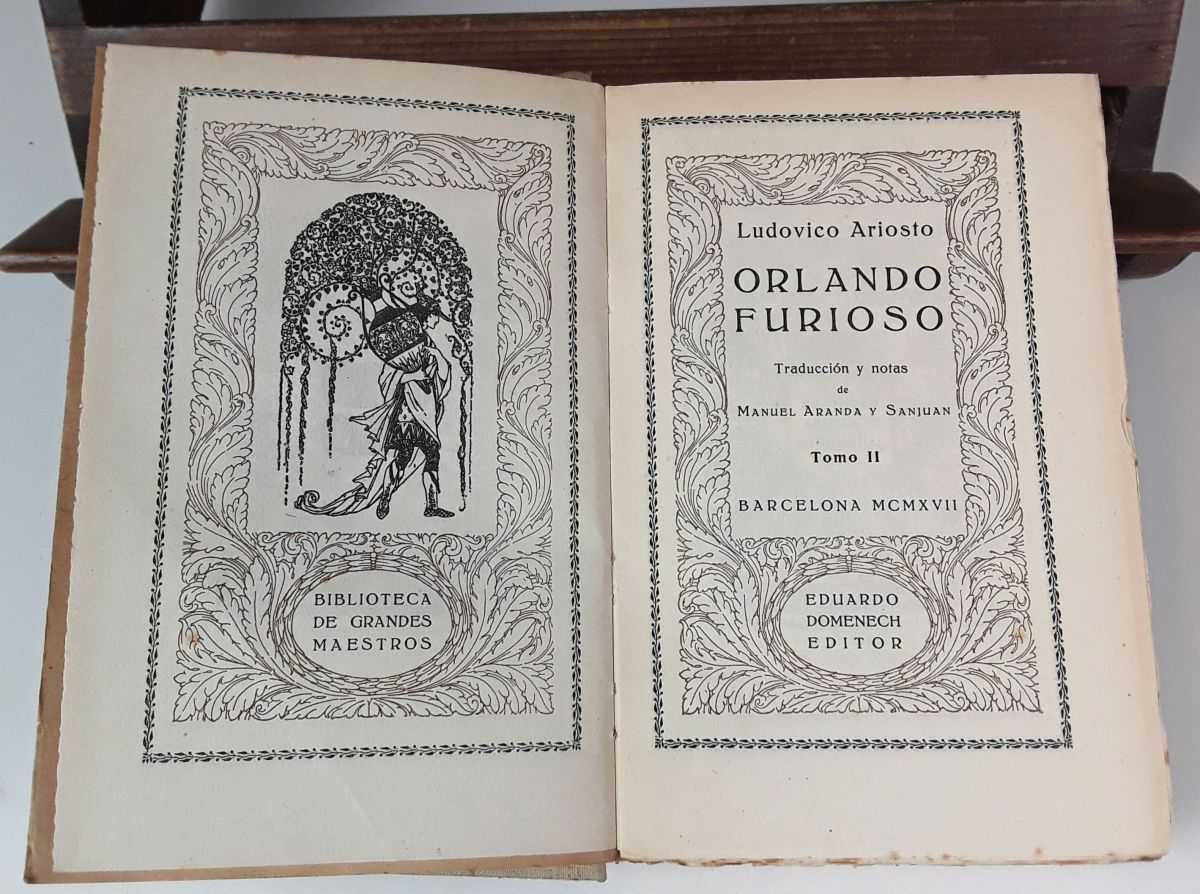 BIBLIOTECA
DE GRANDES
MAESTROS
Ludovico Ariosto
ORLANDO
FURIOSO
Traducción y notas
de
MANUEL ARANDA Y SANJUAN
Tomo II
BARCELONA MCMXVII
EDUARDO
DOMENECH
EDITOR